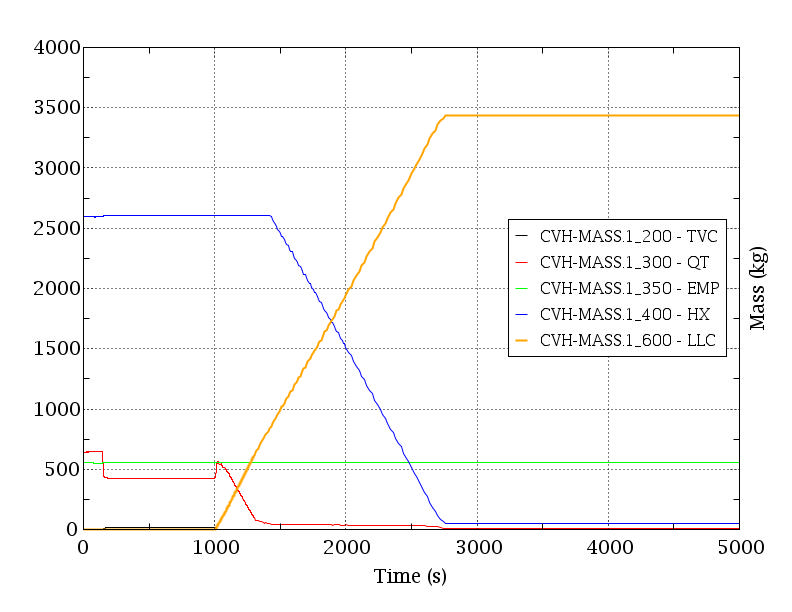 4000
3500
3000
2500
2000
1500
1000
500
0
0 1000 2000 3000 4000 5000
Time (s)
Mass (kg)
CVH-MASS.1_200 - TVC
CVH-MASS.1_300 - QT
CVH-MASS.1_350 - EMP
CVH-MASS.1_400 - HX
CVH-MASS.1_600 - LLC